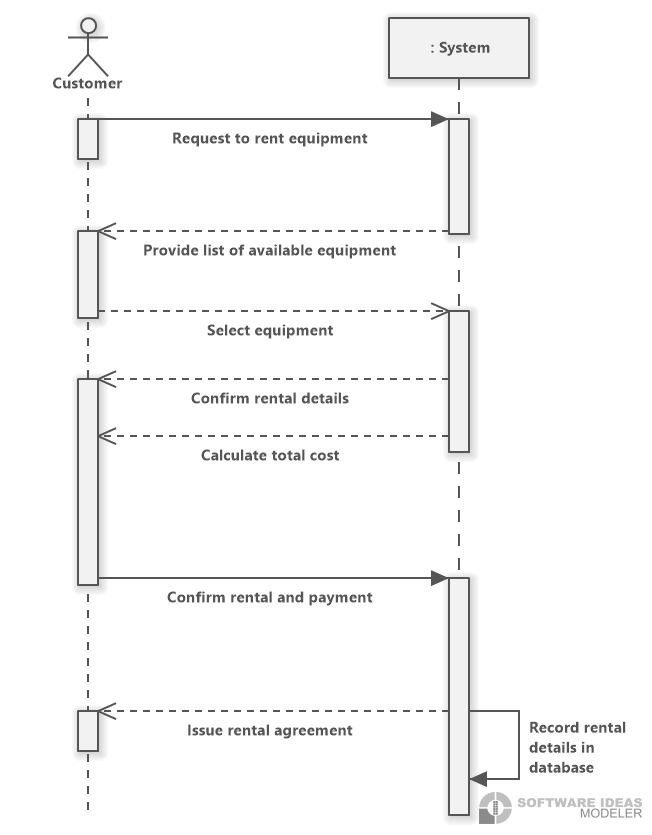 Customer
: System
Request to rent equipment
Provide list of available equipment
Select equipment
Confirm rental details
Calculate total cost
Confirm rental and payment
Issue rental agreement
Record rental
details in
database
SOFTWARE IDEAS
MODELER